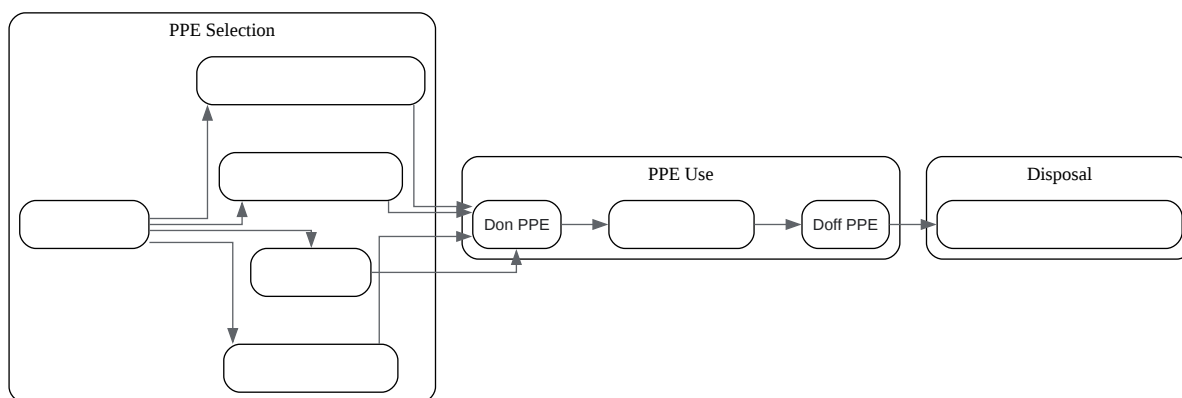 PPE Selection
PPE Use
Disposal
Don PPE
Doff PPE